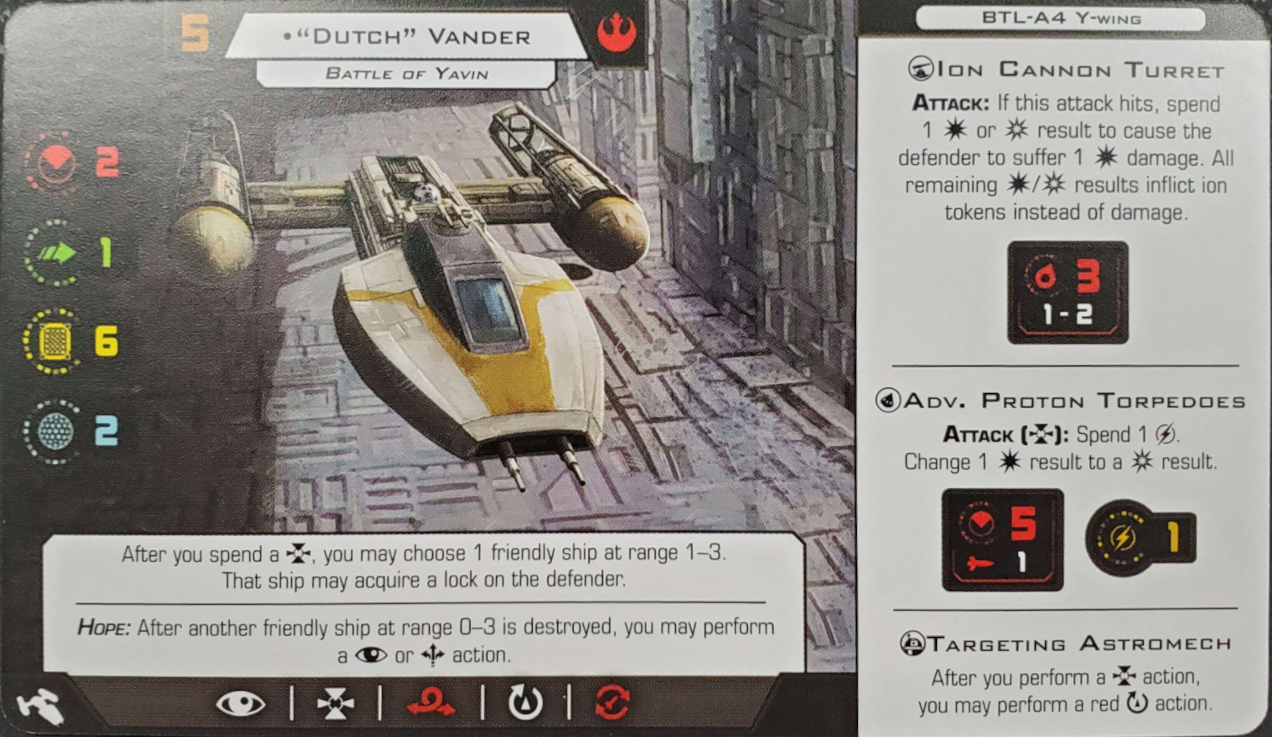 5
•“Dutch” Vander
Battle of Yavin
2
1
6
2
After you spend a , you may choose 1 friendly ship at range 1–3.
That ship may acquire a lock on the defender.
Hope: After another friendly ship at range 0–3 is destroyed, you may perform
a or action.
BTL-A4 Y-wing
Ion Cannon Turret
Attack: If this attack hits, spend
1 or result to cause the
defender to suffer 1 damage. All
remaining / results inflict ion
tokens instead of damage.
3
1-2
Adv. Proton Torpedoes
Attack ( ): Spend 1 .
Change 1 result to a result.
5
1
1
Targeting Astromech
After you perform a action,
you may perform a red action.